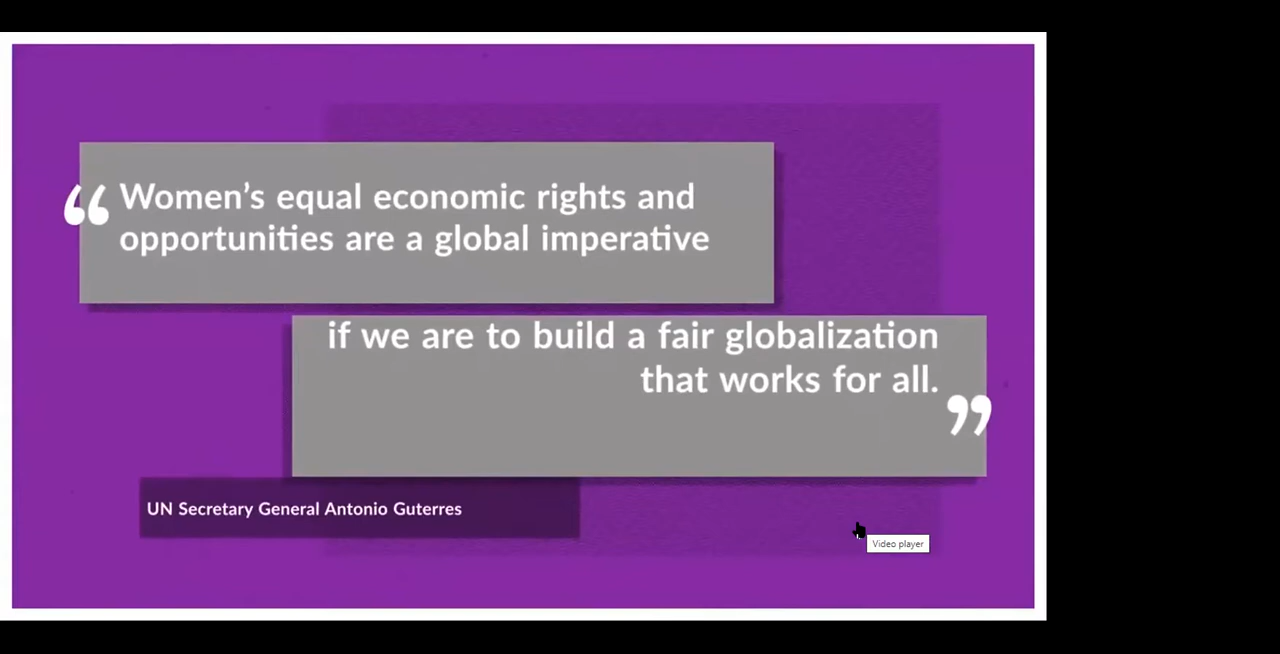 “ Women’s equal economic rights and
opportunities are a global imperative
if we are to build a fair globalization
that works for all. ”
UN Secretary General Antonio Guterres
Video player